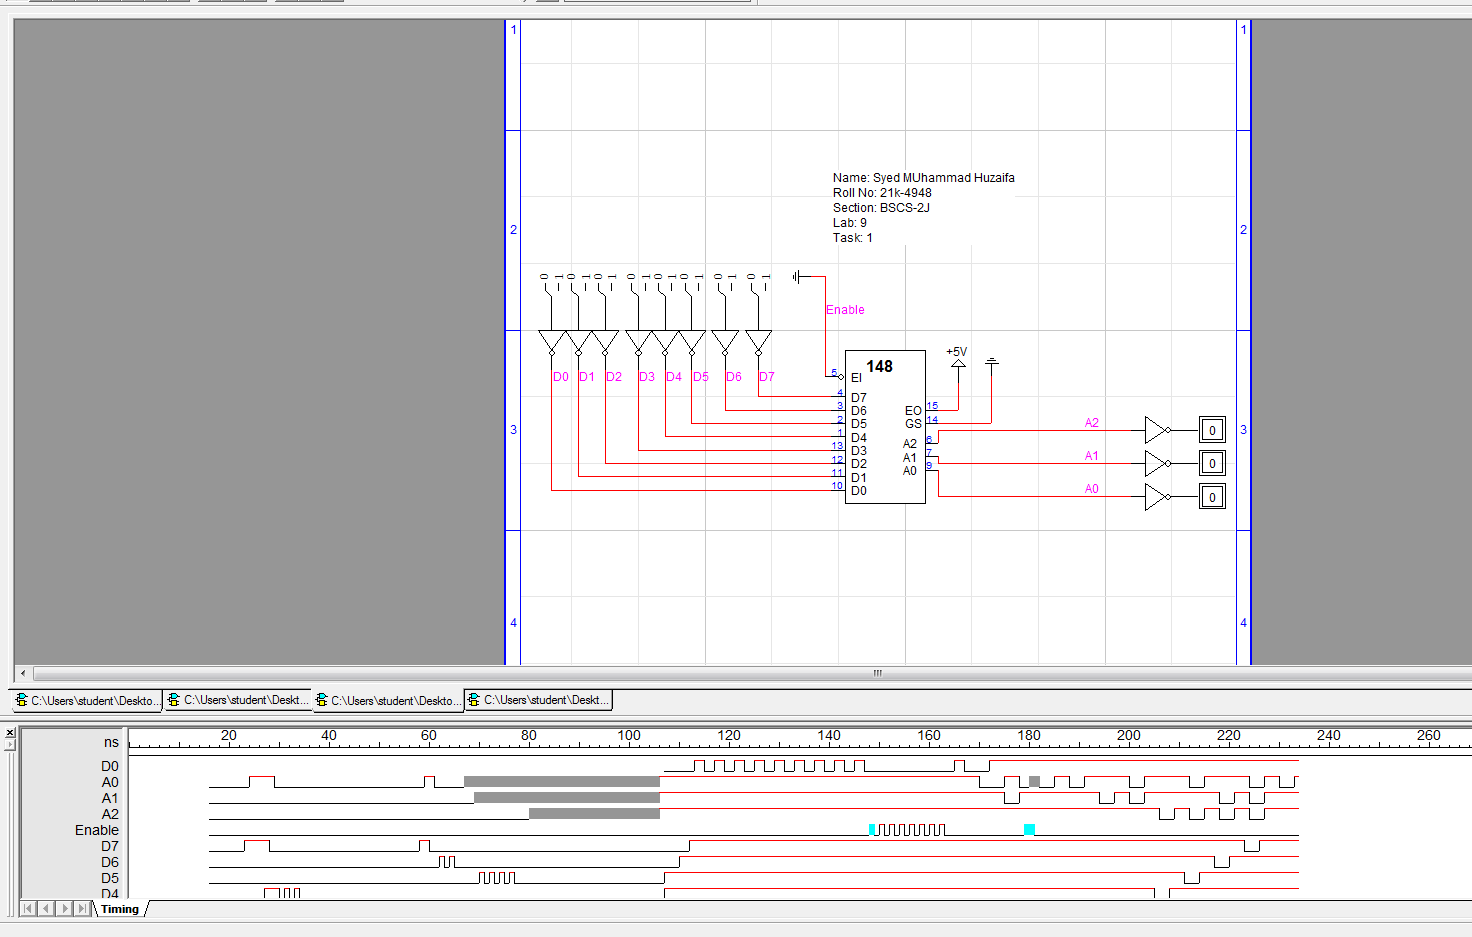 1 1
Name: Syed MUhammad Huzaifa
Roll No: 21k-4948
Section: BSCS-2J
Lab: 9
Task: 1
2 2
0 1 0 1 0 1 0 1 0 1 0 1 0 1 0 1
Enable
148
+5V
D0 D1 D2 D3 D4 D5 D6 D7
5 EI
4 D7
3 D6 EO 15
2 D5 GS 14
1 D4
13 D3 A2 6
12 D2 A1 7
11 D1 A0 9
10 D0
A2 0
3 3
A1 0
A0 0
4 4
C:\Users\student\Deskto... C:\Users\student\Deskt... C:\Users\student\Deskto... C:\Users\student\Deskt...
ns 20 40 60 80 100 120 140 160 180 200 220 240 260
D0
A0
A1
A2
Enable
D7
D6
D5
D4
Timing